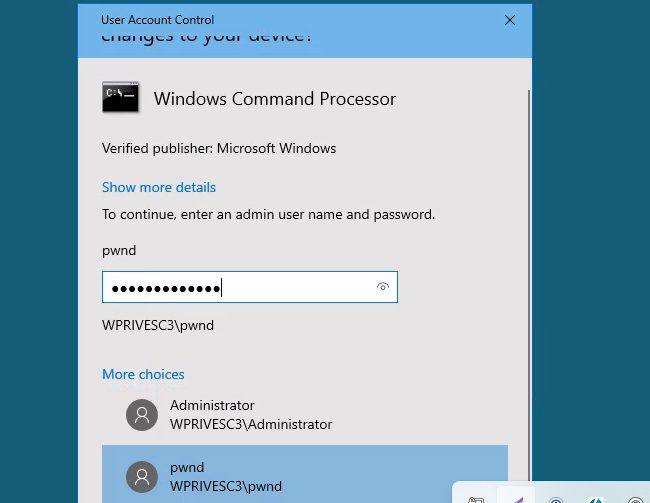 User Account Control
changes to your device?
Windows Command Processor
Verified publisher: Microsoft Windows
Show more details
To continue, enter an admin user name and password.
pwnd
●●●●●●●●●●●●●
WPRIVESC3\pwnd
More choices
Administrator
WPRIVESC3\Administrator
pwnd
WPRIVESC3\pwnd